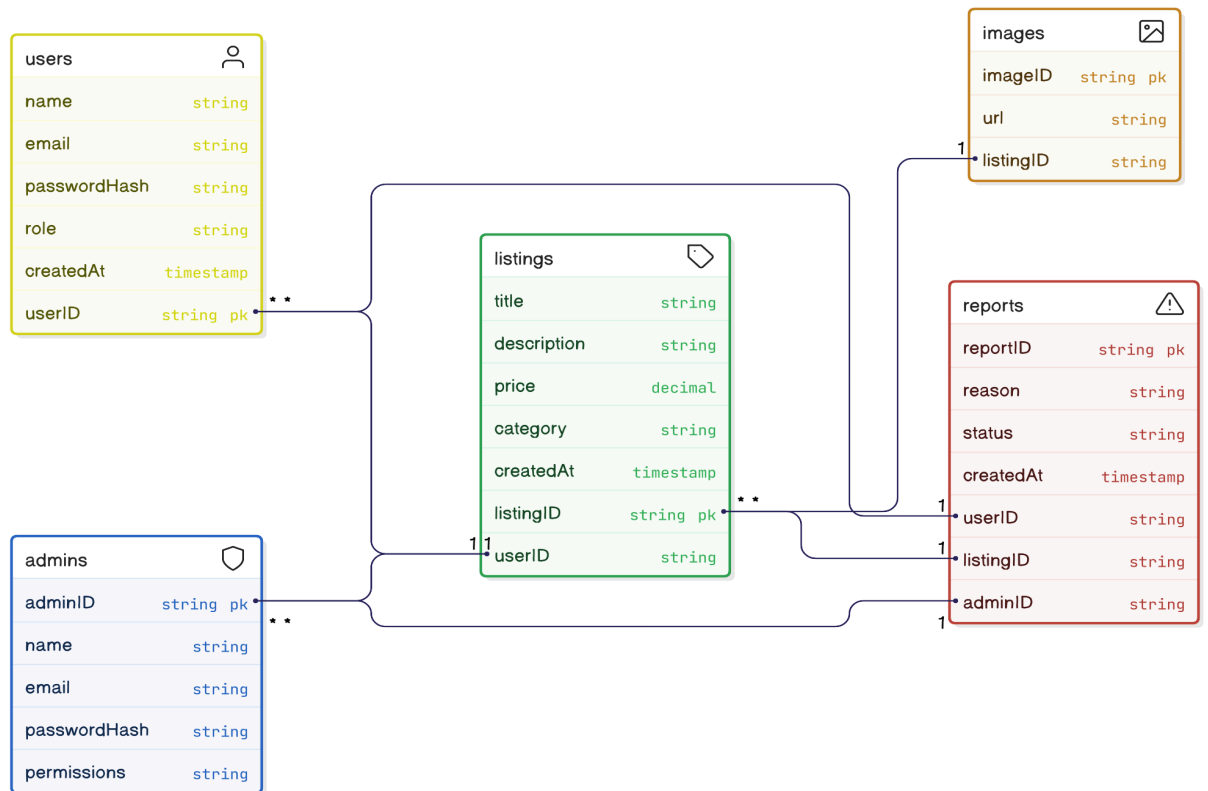 users
name string
email string
passwordHash string
role string
createdAt timestamp
userID string pk
* *
admins
adminID string pk
* *
name string
email string
passwordHash string
permissions string
listings
title string
description string
price decimal
category string
createdAt timestamp
listingID string pk
* *
1 1
userID string
images
imageID string pk
url string
1
listingID string
reports
reportID string pk
reason string
status string
createdAt timestamp
1
userID string
1
listingID string
adminID string
1